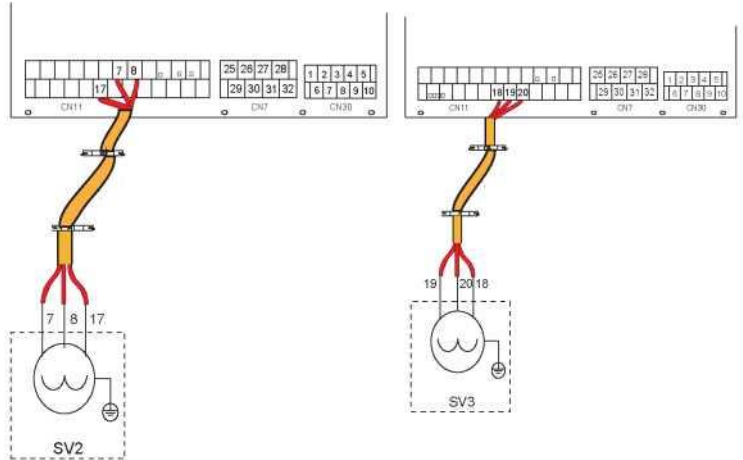 7 8
17
25 26 27 28
29 30 31 32
1 2 3 4 5
6 7 8 9 10
CN11 CN7 CN30
7 8 17
SV2
18 19 20
25 26 27 28
29 30 31 32
1 2 3 4 5
6 7 8 9 10
CN11 CN7 CN30
19 20 18
SV3